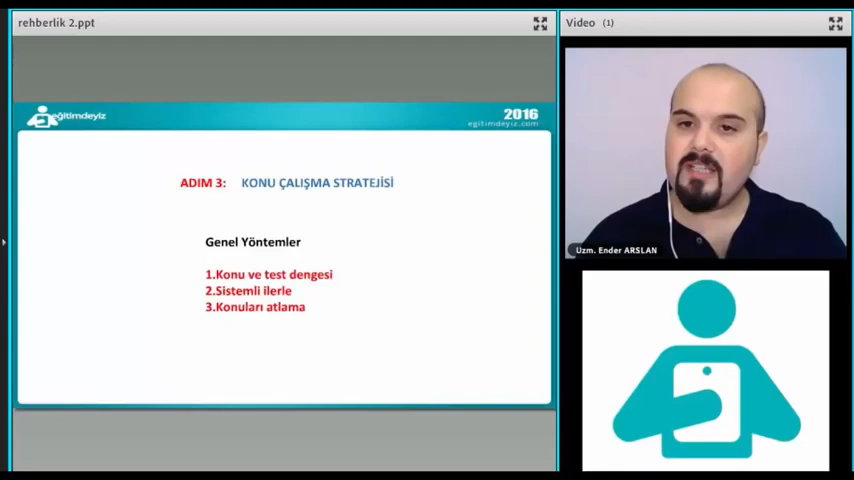 rehberlik 2.ppt
Video (1)
eğitimdeyiz
2016
egitimdeyiz.com
ADIM 3: KONU ÇALIŞMA STRATEJİSİ
Genel Yöntemler
1.Konu ve test dengesi
2.Sistemli ilerle
3.Konuları atlama
Uzm. Ender ARSLAN